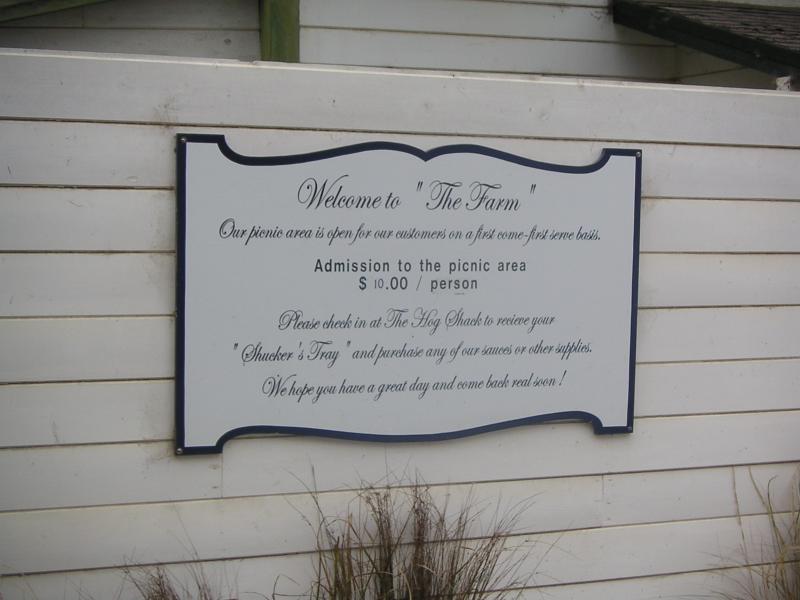 Welcome to "The Farm"
Our picnic area is open for our customers on a first come-first serve basis.
Admission to the picnic area
$ 10.00 / person
Please check in at The Hog Shack to recieve your
"Shucker's Tray" and purchase any of our sauces or other supplies.
We hope you have a great day and come back real soon!